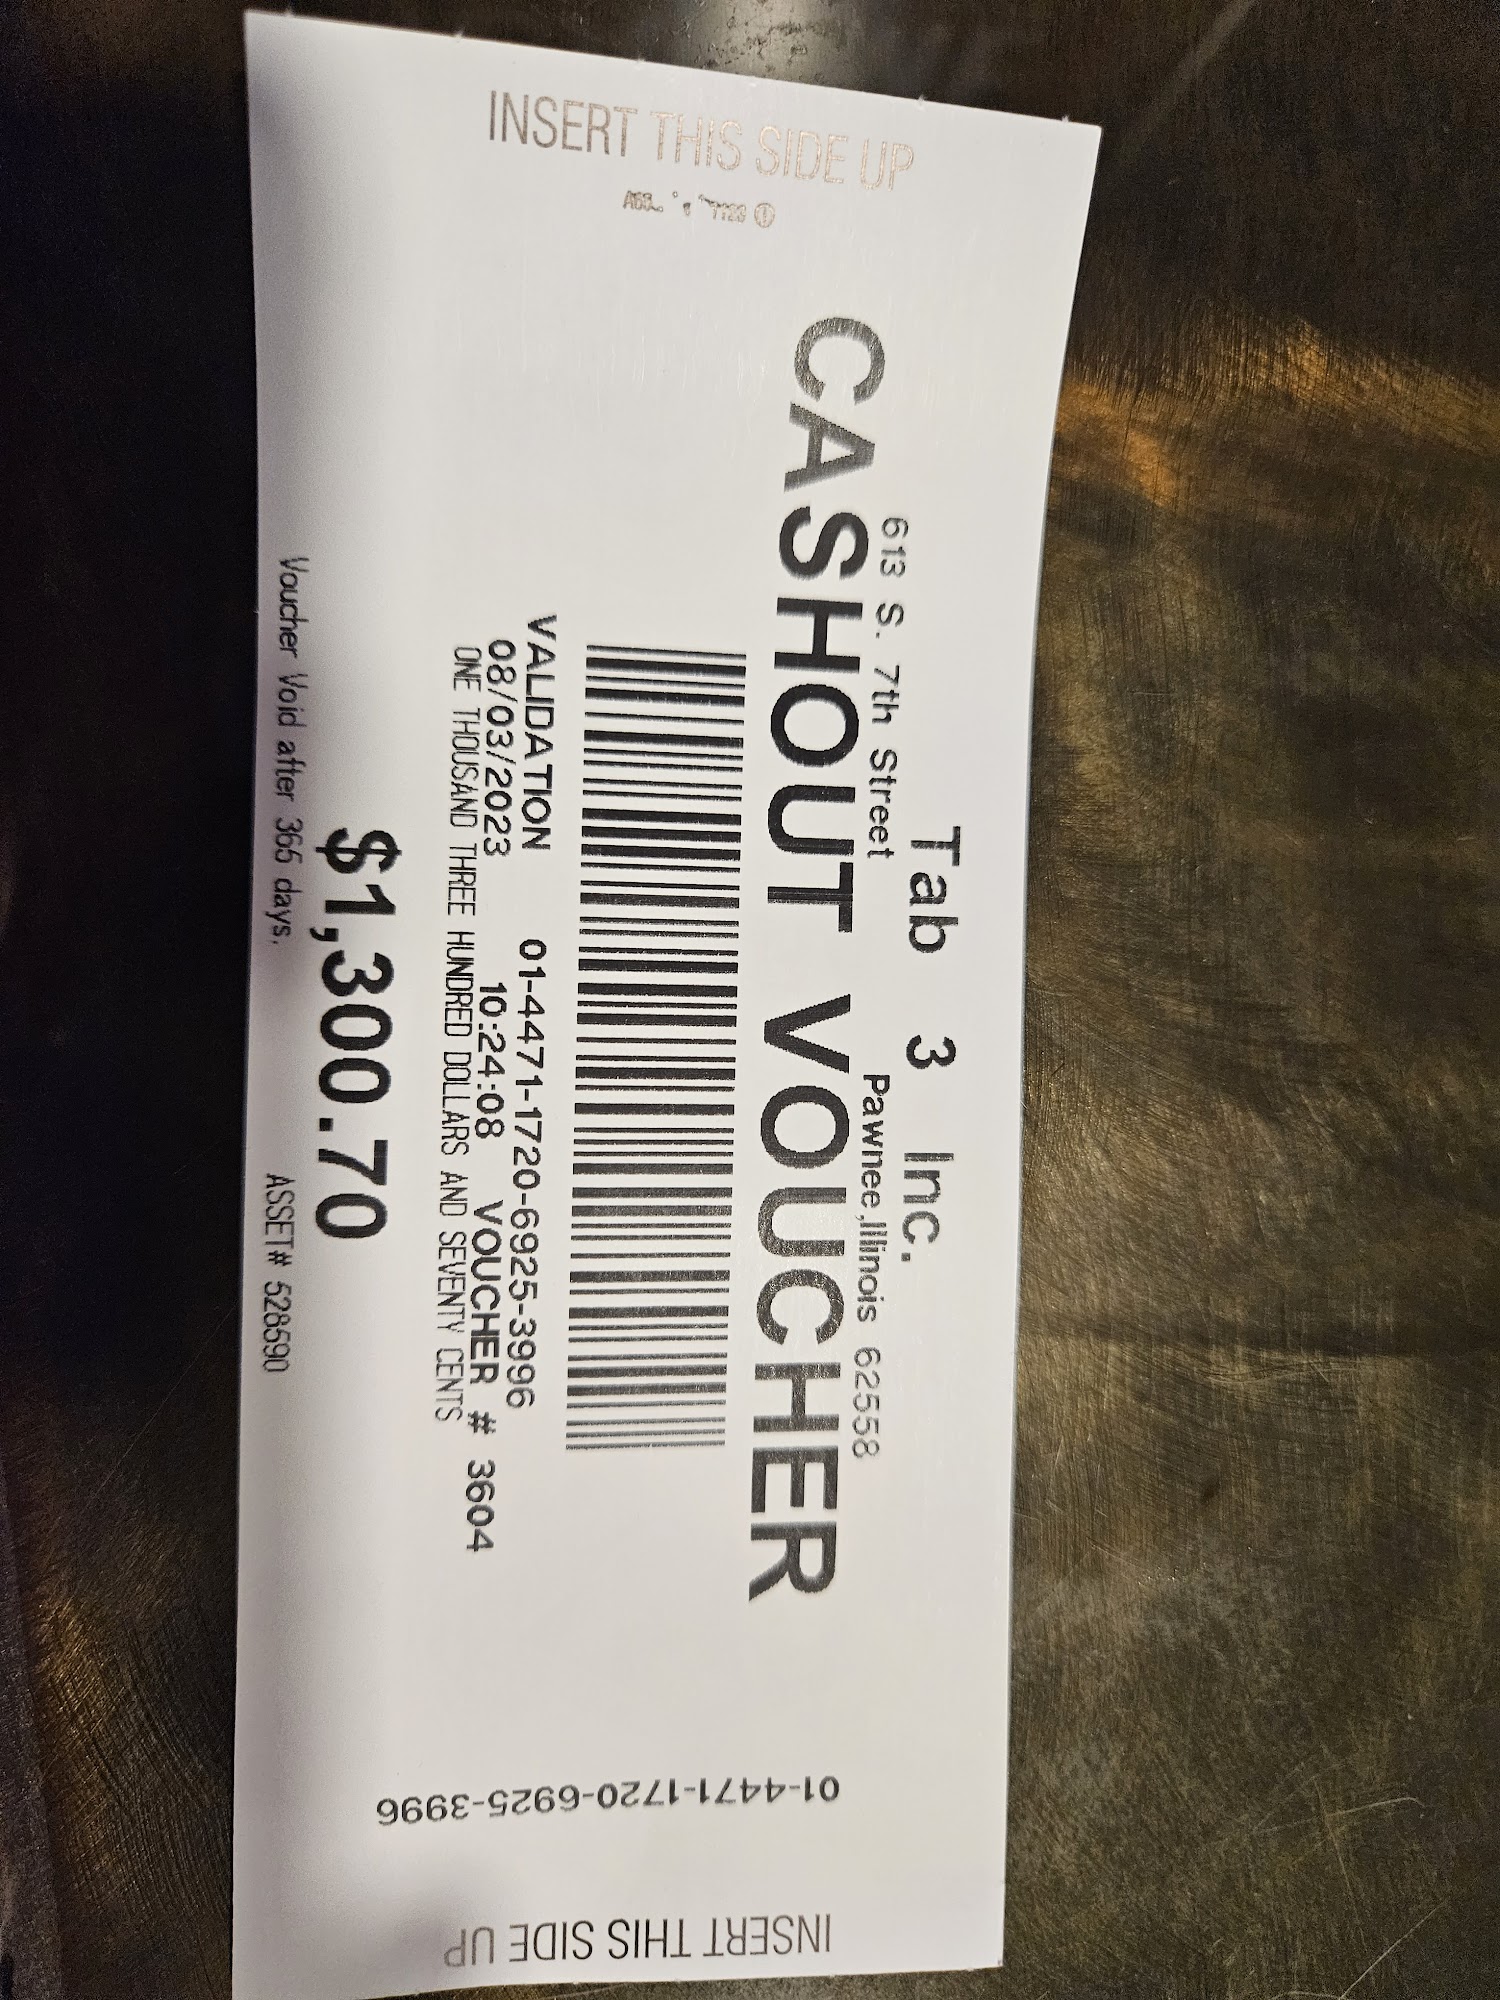 INSERT THIS SIDE UP
Tab 3 Inc.
613 S. 7th Street Pawnee,Illinois 62558
CASHOUT VOUCHER
VALIDATION 01-4471-1720-6925-3996
08/03/2023 10:24:08 VOUCHER # 3604
ONE THOUSAND THREE HUNDRED DOLLARS AND SEVENTY CENTS
$1,300.70
Voucher Void after 365 days. ASSET# 528590
01-4471-1720-6925-3996
INSERT THIS SIDE UP